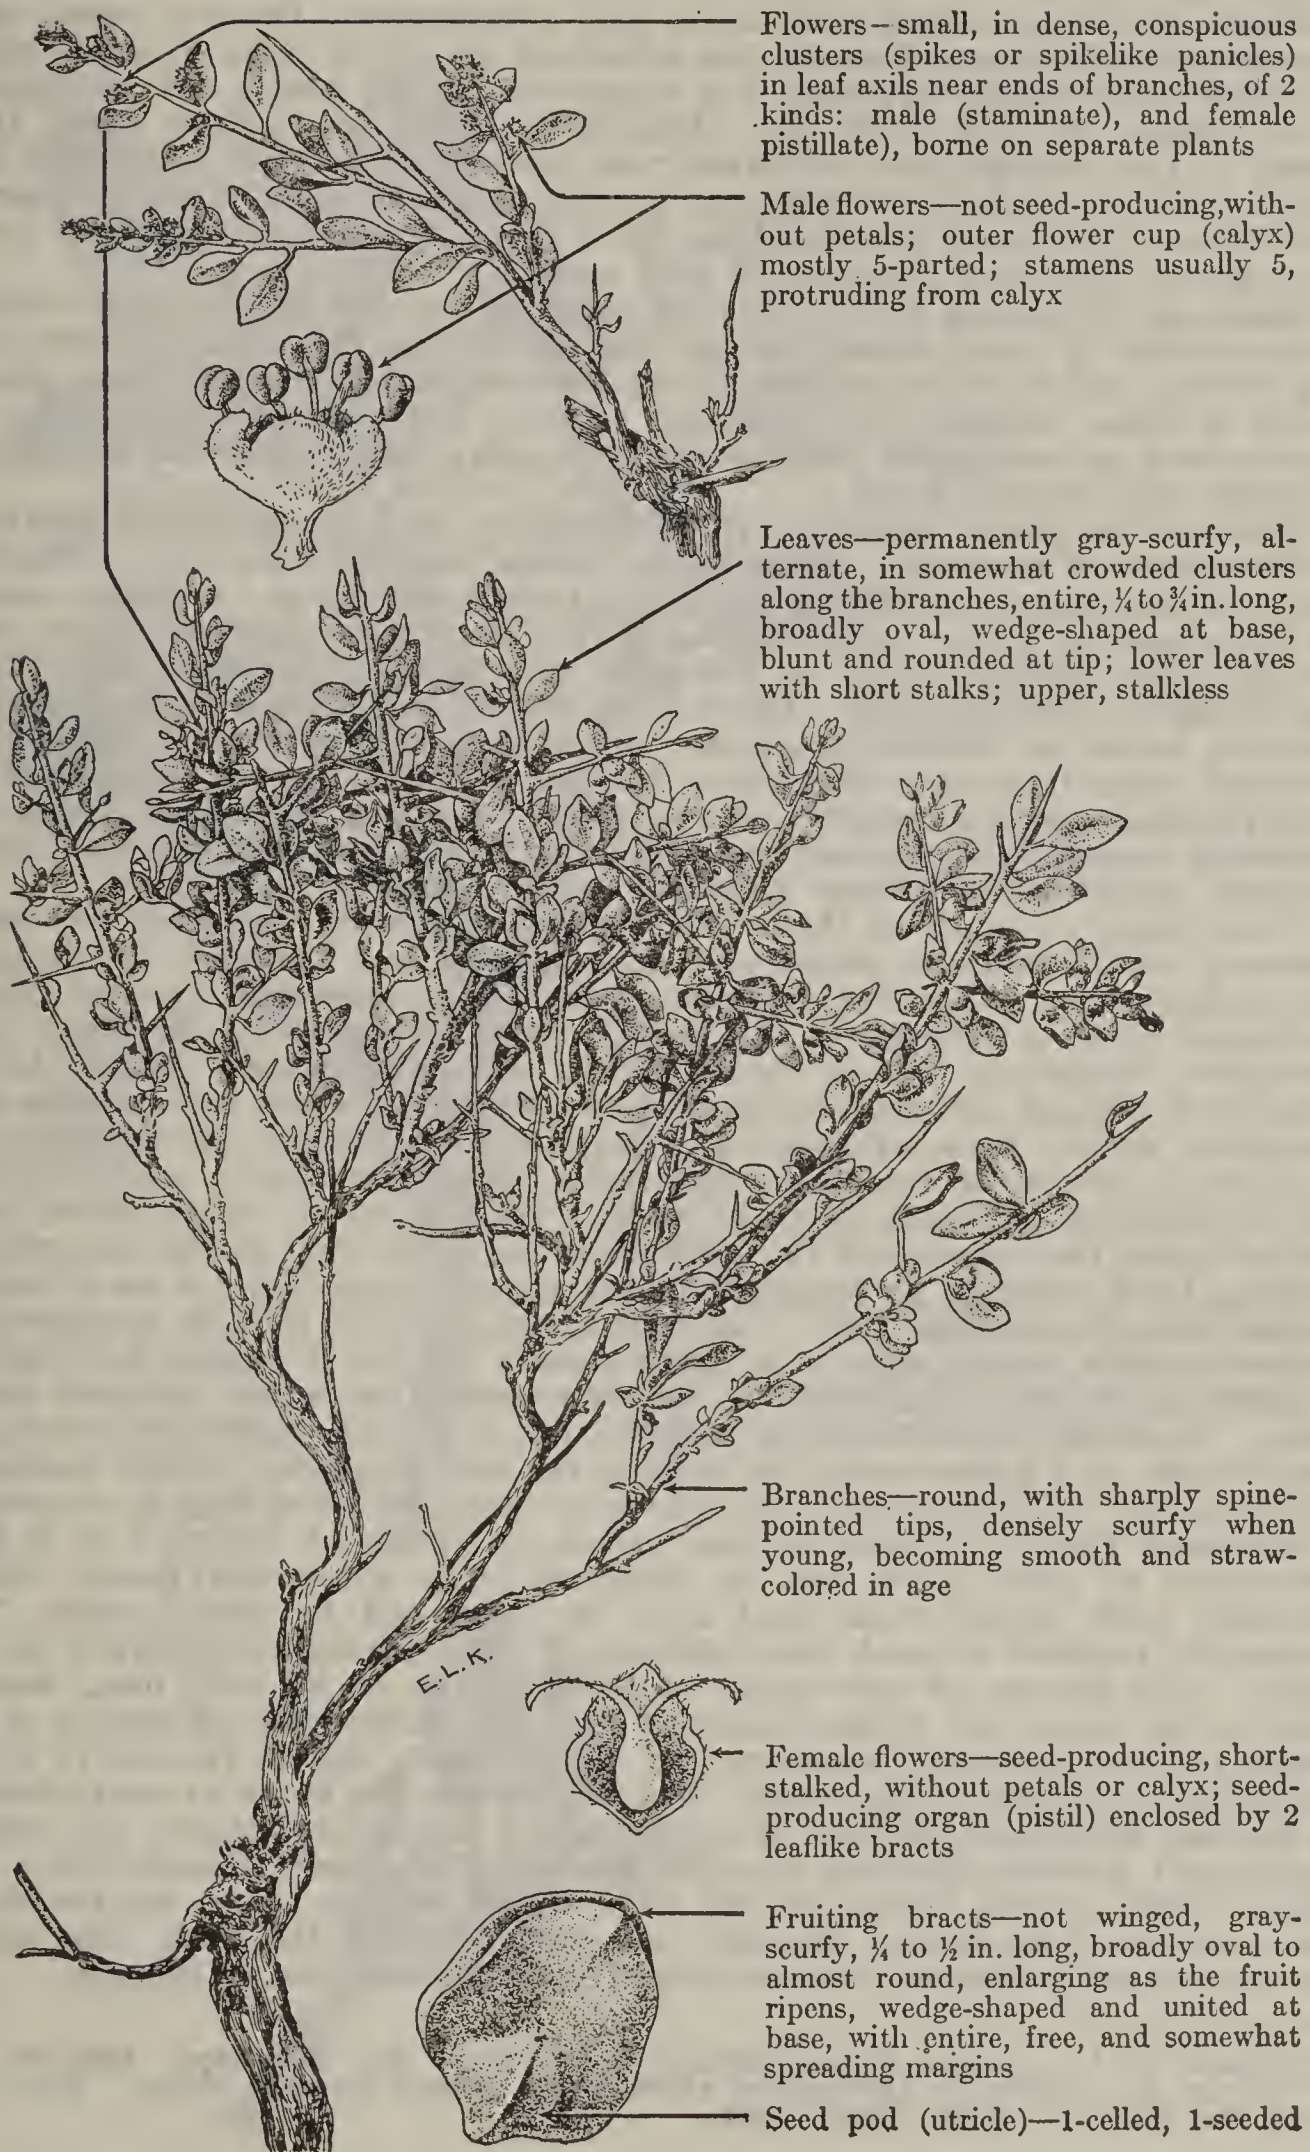 Flowers—small, in dense, conspicuous
clusters (spikes or spikelike panicles)
in leaf axils near ends of branches, of 2
kinds: male (staminate), and female
pistillate), borne on separate plants
Male flowers—not seed-producing, with-
out petals; outer flower cup (calyx)
mostly 5-parted; stamens usually 5,
protruding from calyx
Leaves—permanently gray-scurfy, al-
ternate, in somewhat crowded clusters
along the branches, entire, ¼ to ¾ in. long,
broadly oval, wedge-shaped at base,
blunt and rounded at tip; lower leaves
with short stalks; upper, stalkless
Branches—round, with sharply spine-
pointed tips, densely scurfy when
young, becoming smooth and straw-
colored in age
E.L.K.
Female flowers—seed-producing, short-
stalked, without petals or calyx; seed-
producing organ (pistil) enclosed by 2
leaflike bracts
Fruiting bracts—not winged, gray-
scurfy, ¼ to ½ in. long, broadly oval to
almost round, enlarging as the fruit
ripens, wedge-shaped and united at
base, with entire, free, and somewhat
spreading margins
Seed pod (utricle)—1-celled, 1-seeded